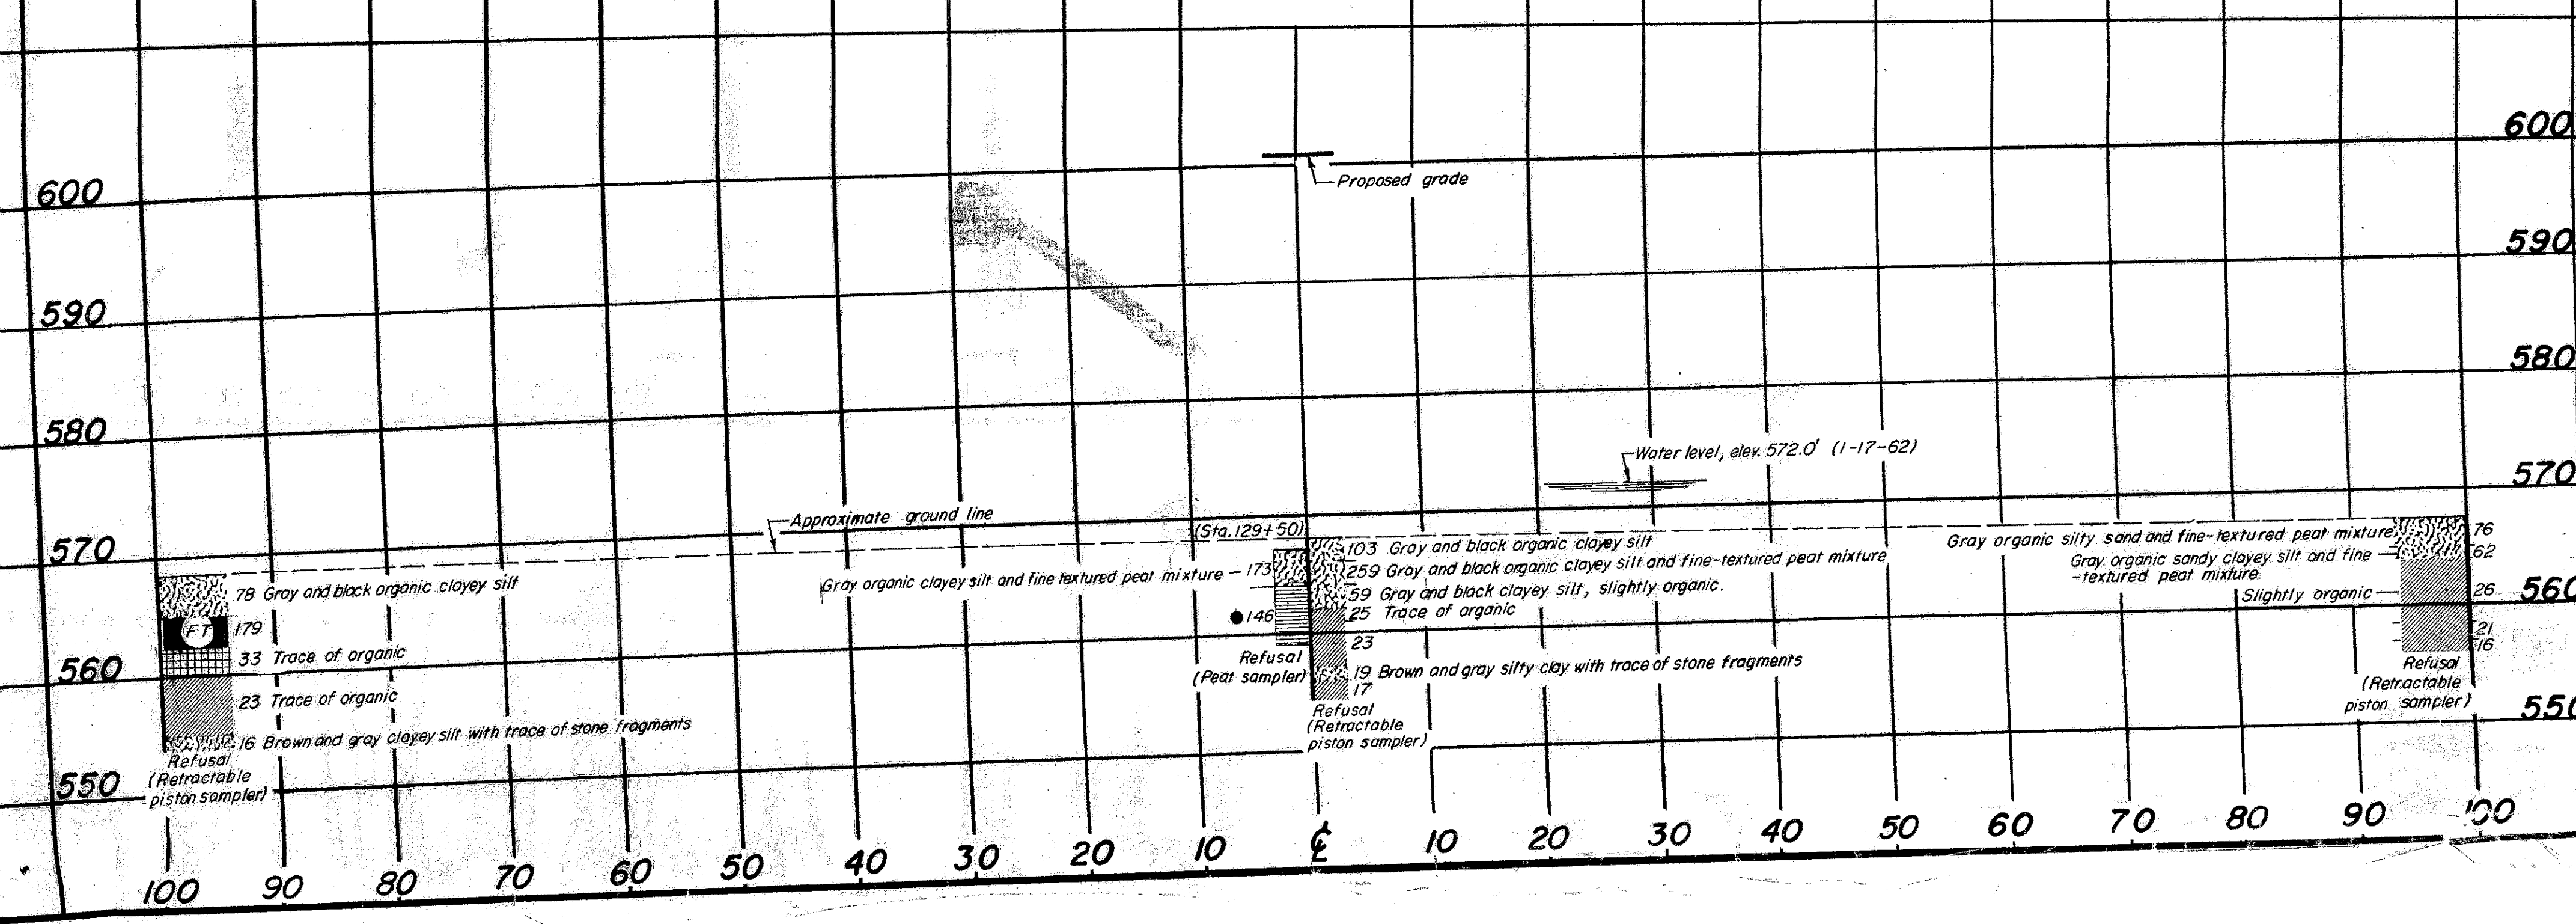 600
590
580
570
560
550
600
590
580
570
560
550
Proposed grade
Water level, elev. 572.0' (1-17-62)
Approximate ground line
(Sta. 129+50)
78 Gray and black organic clayey silt
FT 179
33 Trace of organic
23 Trace of organic
16 Brown and gray clayey silt with trace of stone fragments
Refusal
(Retractable
piston sampler)
Gray organic clayey silt and fine textured peat mixture 173
146
Refusal
(Peat sampler)
103 Gray and black organic clayey silt
259 Gray and black organic clayey silt and fine-textured peat mixture
59 Gray and black clayey silt, slightly organic.
25 Trace of organic
23
19 Brown and gray silty clay with trace of stone fragments
17
Refusal
(Retractable
piston sampler)
Gray organic silty sand and fine-textured peat mixture 76
Gray organic sandy clayey silt and fine 62
-textured peat mixture.
Slightly organic 26
21
16
Refusal
(Retractable
piston sampler)
100 90 80 70 60 50 40 30 20 10 ℄ 10 20 30 40 50 60 70 80 90 100